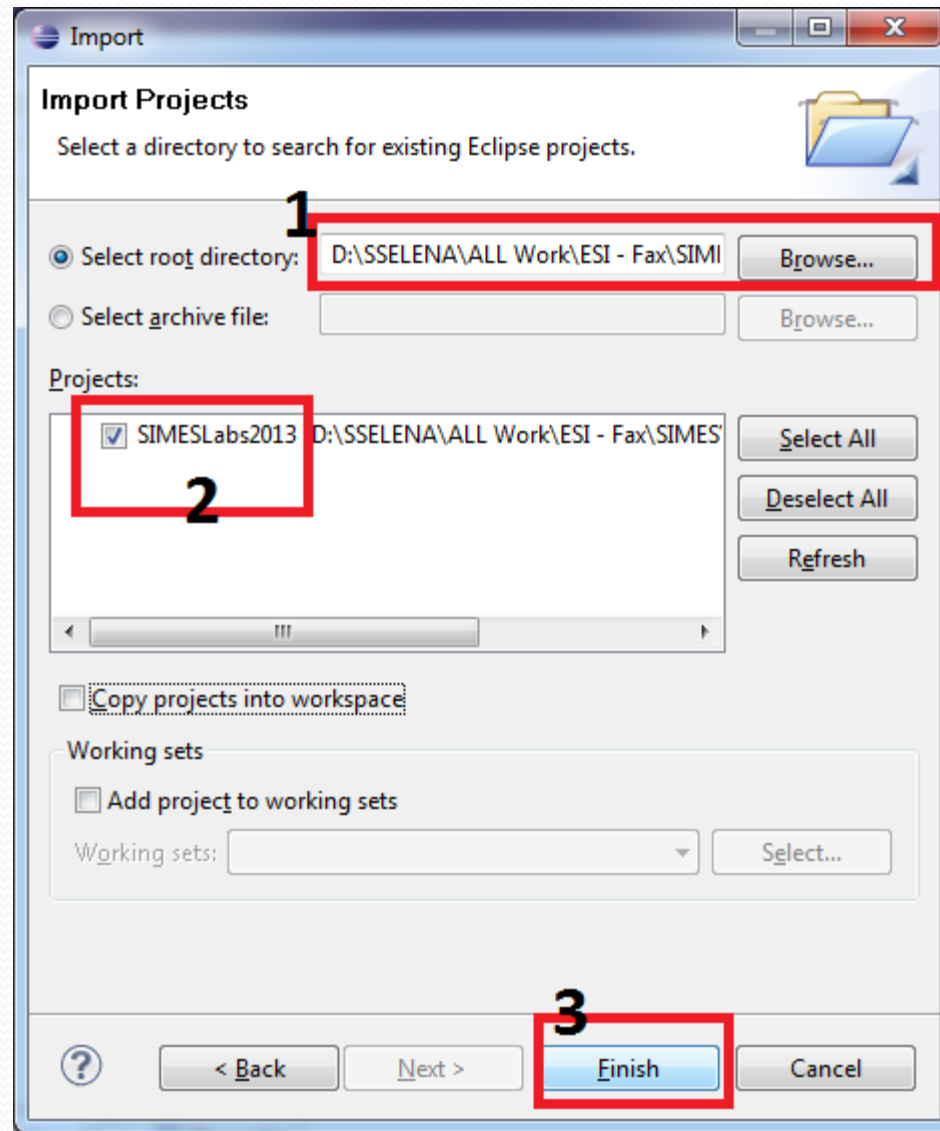 Import
Import Projects
Select a directory to search for existing Eclipse projects.
1
Select root directory: D:\SSELENA\ALL Work\ESI - Fax\SIMI Browse...
Select archive file: Browse...
Projects:
SIMESLabs2013 D:\SSELENA\ALL Work\ESI - Fax\SIMES' Select All
2
Deselect All
Refresh
Copy projects into workspace
Working sets
Add project to working sets
Working sets: Select...
3
? < Back Next > Finish Cancel